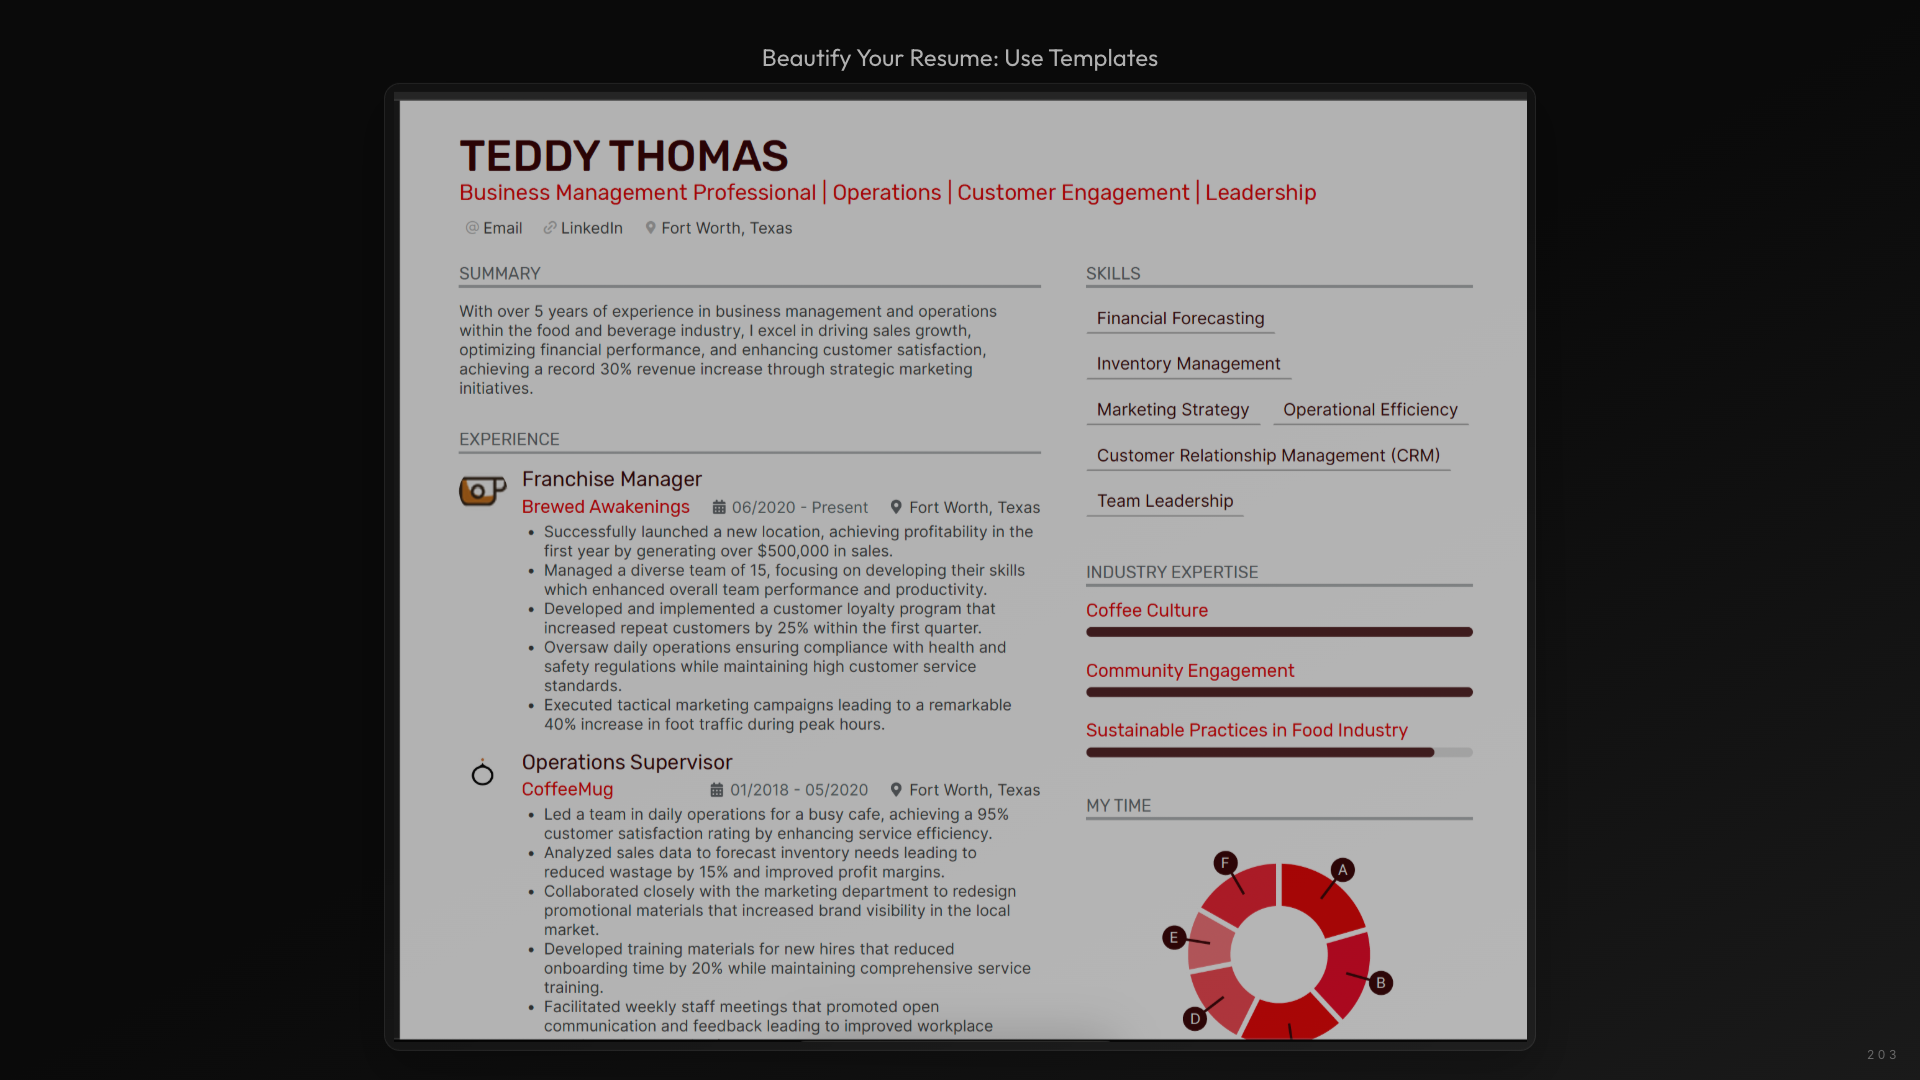 Beautify Your Resume: Use Templates
TEDDY THOMAS
Business Management Professional | Operations | Customer Engagement | Leadership
@ Email LinkedIn Fort Worth, Texas
SUMMARY
With over 5 years of experience in business management and operations
within the food and beverage industry, I excel in driving sales growth,
optimizing financial performance, and enhancing customer satisfaction,
achieving a record 30% revenue increase through strategic marketing
initiatives.
EXPERIENCE
Franchise Manager
Brewed Awakenings 06/2020 - Present Fort Worth, Texas
• Successfully launched a new location, achieving profitability in the
first year by generating over $500,000 in sales.
• Managed a diverse team of 15, focusing on developing their skills
which enhanced overall team performance and productivity.
• Developed and implemented a customer loyalty program that
increased repeat customers by 25% within the first quarter.
• Oversaw daily operations ensuring compliance with health and
safety regulations while maintaining high customer service
standards.
• Executed tactical marketing campaigns leading to a remarkable
40% increase in foot traffic during peak hours.
Operations Supervisor
CoffeeMug 01/2018 - 05/2020 Fort Worth, Texas
• Led a team in daily operations for a busy cafe, achieving a 95%
customer satisfaction rating by enhancing service efficiency.
• Analyzed sales data to forecast inventory needs leading to
reduced wastage by 15% and improved profit margins.
• Collaborated closely with the marketing department to redesign
promotional materials that increased brand visibility in the local
market.
• Developed training materials for new hires that reduced
onboarding time by 20% while maintaining comprehensive service
training.
• Facilitated weekly staff meetings that promoted open
communication and feedback leading to improved workplace
SKILLS
Financial Forecasting
Inventory Management
Marketing Strategy Operational Efficiency
Customer Relationship Management (CRM)
Team Leadership
INDUSTRY EXPERTISE
Coffee Culture
Community Engagement
Sustainable Practices in Food Industry
MY TIME
F
A
E
B
D
203